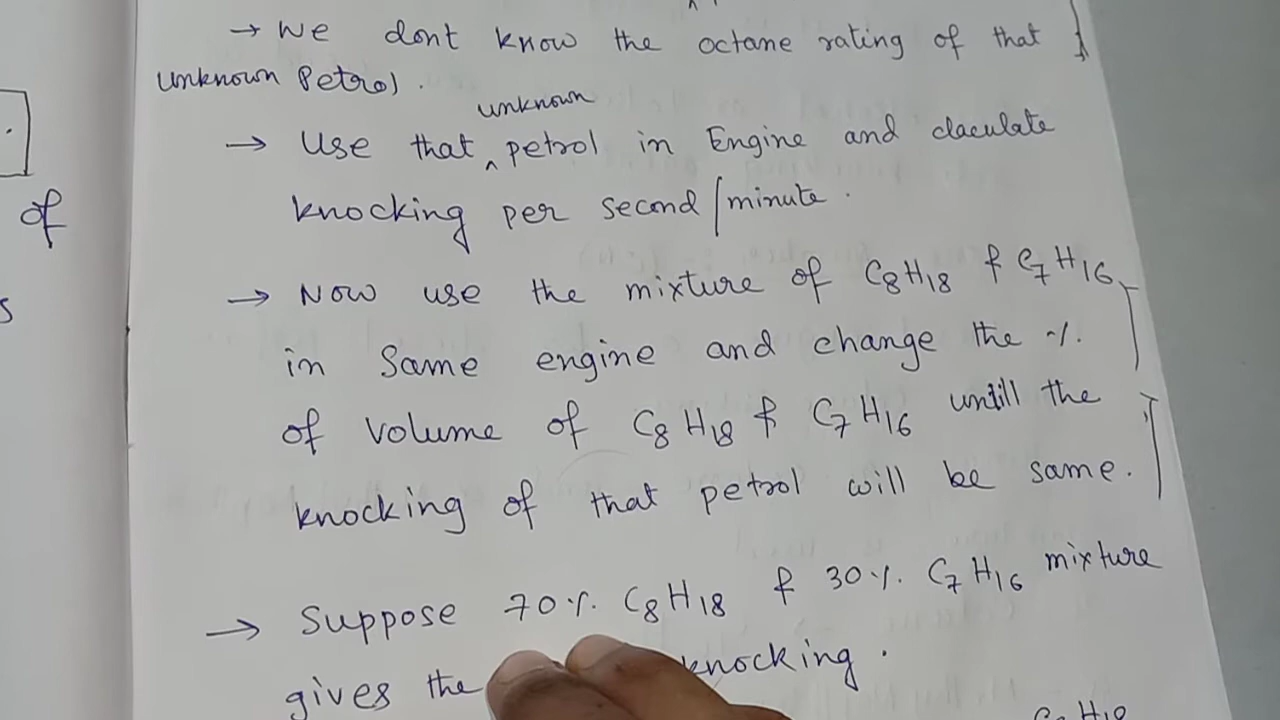 → We dont know the octane rating of that
unknown Petrol.
unknown
→ Use that ^ petrol in Engine and claculate
knocking per second/minute.
→ Now use the mixture of C8H18 & C7H16
in same engine and change the %
of volume of C8H18 & C7H16 untill the
knocking of that petrol will be same.
→ Suppose 70% C8H18 & 30% C7H16 mixture
gives the knocking.
of
s